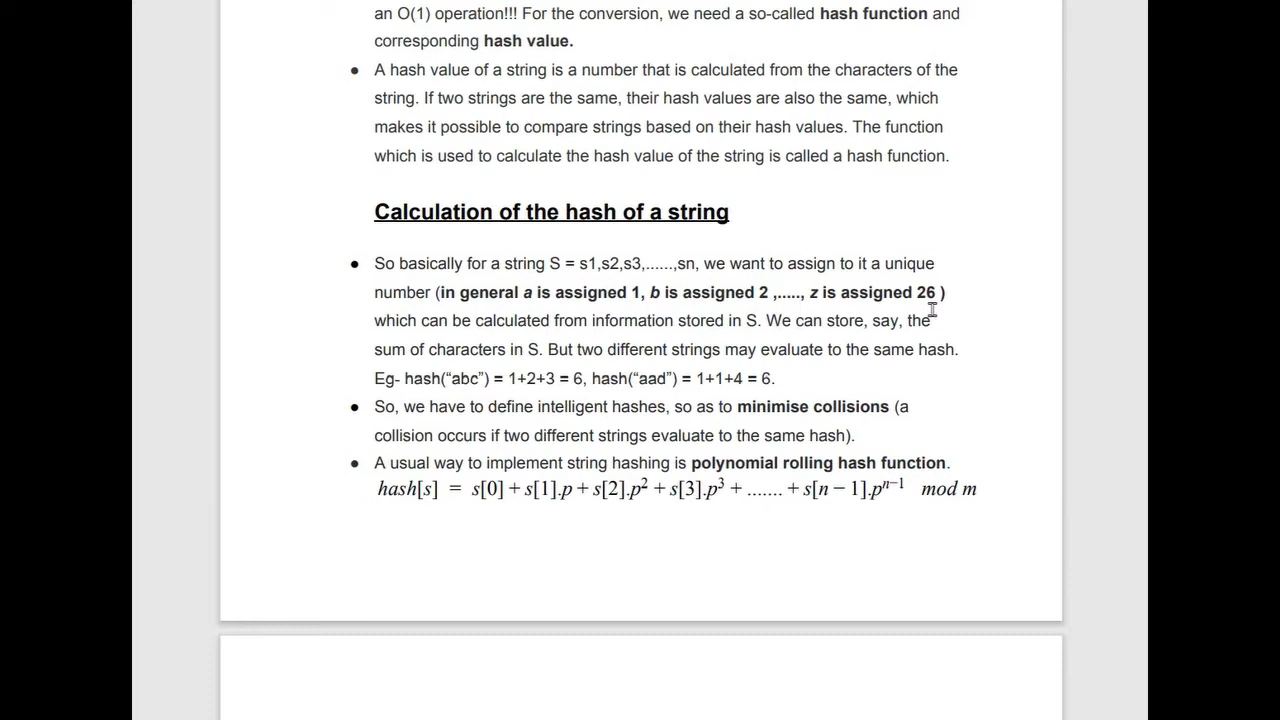 an O(1) operation!!! For the conversion, we need a so-called hash function and
corresponding hash value.
● A hash value of a string is a number that is calculated from the characters of the
string. If two strings are the same, their hash values are also the same, which
makes it possible to compare strings based on their hash values. The function
which is used to calculate the hash value of the string is called a hash function.
Calculation of the hash of a string
● So basically for a string S = s1,s2,s3,......,sn, we want to assign to it a unique
number (in general a is assigned 1, b is assigned 2 ,....., z is assigned 26 )
which can be calculated from information stored in S. We can store, say, the
sum of characters in S. But two different strings may evaluate to the same hash.
Eg- hash(“abc”) = 1+2+3 = 6, hash(“aad”) = 1+1+4 = 6.
● So, we have to define intelligent hashes, so as to minimise collisions (a
collision occurs if two different strings evaluate to the same hash).
● A usual way to implement string hashing is polynomial rolling hash function.
hash[s] = s[0] + s[1].p + s[2].p² + s[3].p³ + ....... + s[n − 1].pⁿ⁻¹ mod m